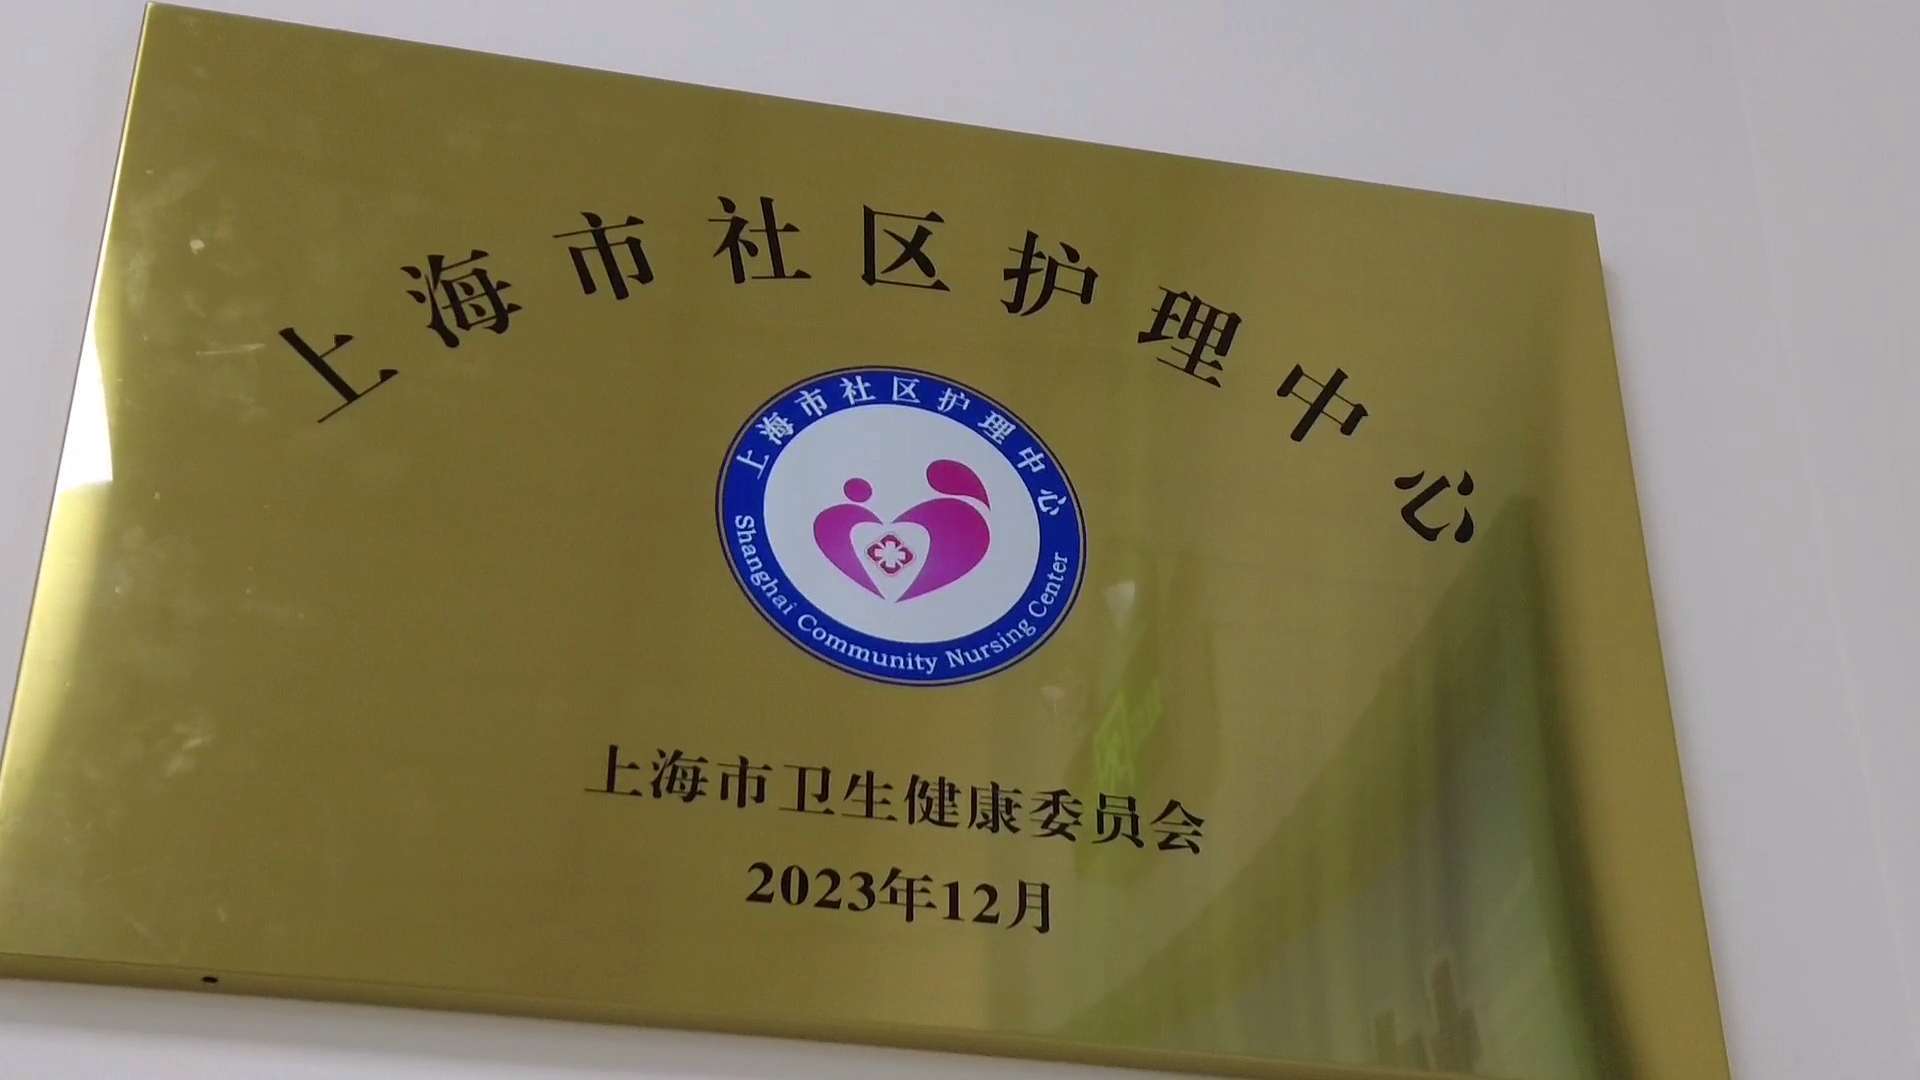 上海市社区护理中心
上海市社区护理中心
Shanghai Community Nursing Center
上海市卫生健康委员会
2023年12月